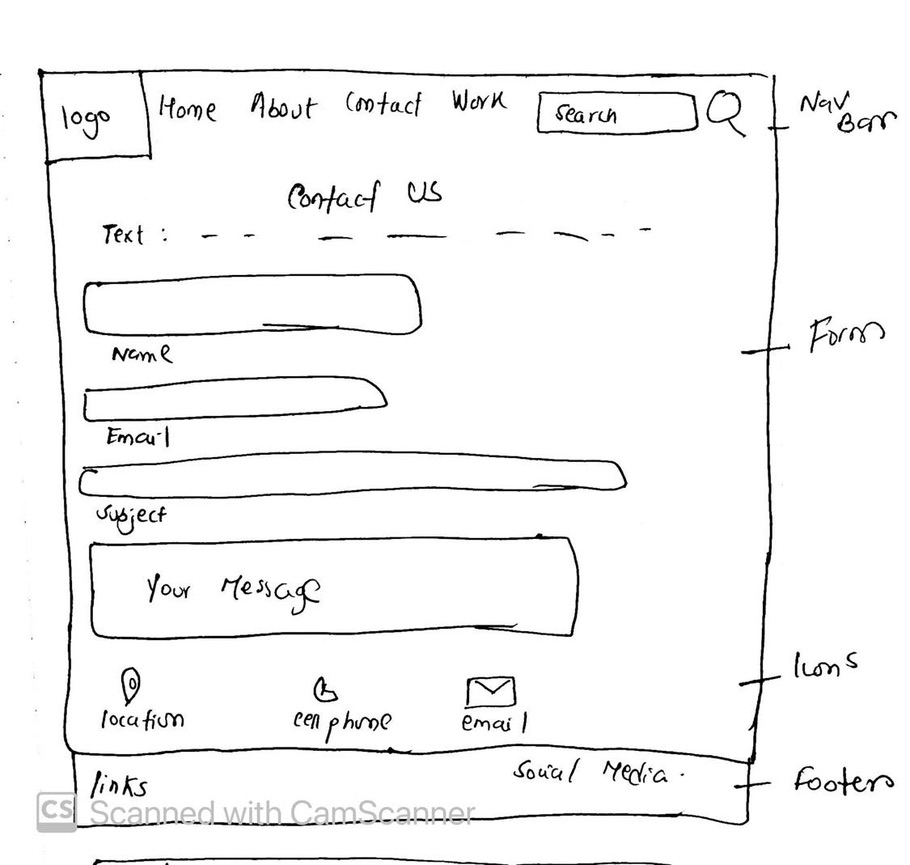 logo Home About Contact Work search
Nav
Bar
Contact Us
Text :
Form
Name
Email
Subject
Your Message
Icons
location cell phone email
links Social Media.
Footers
CS Scanned with CamScanner